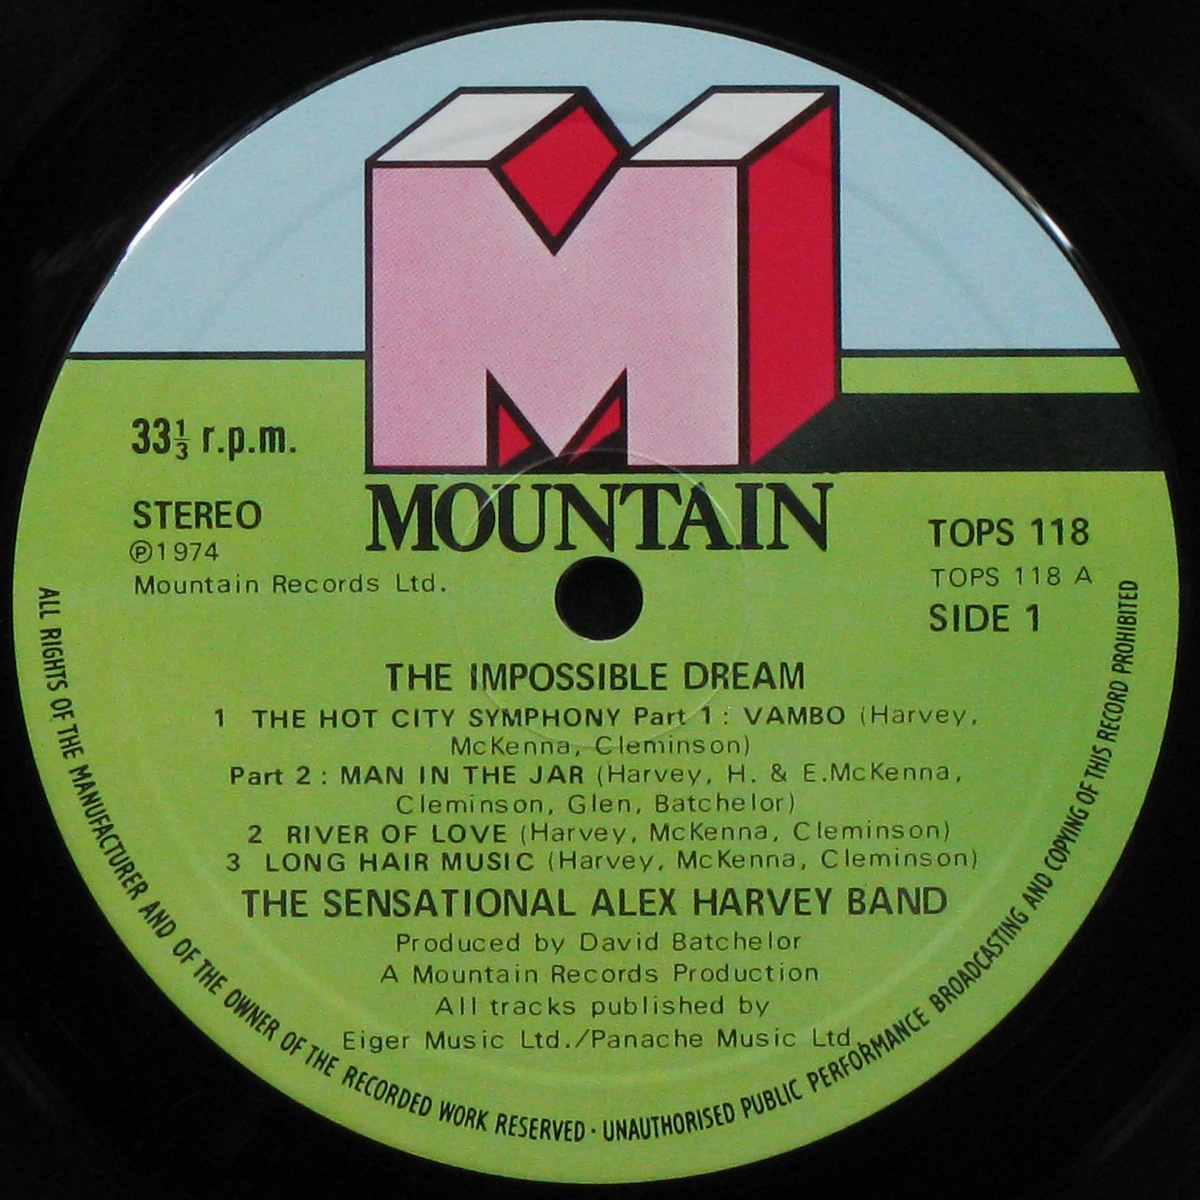 MOUNTAIN
33⅓ r.p.m.
STEREO
℗1974
Mountain Records Ltd.
TOPS 118
TOPS 118 A
SIDE 1
THE IMPOSSIBLE DREAM
1 THE HOT CITY SYMPHONY Part 1 : VAMBO (Harvey,
McKenna, Cleminson)
Part 2 : MAN IN THE JAR (Harvey, H. & E.McKenna,
Cleminson, Glen, Batchelor)
2 RIVER OF LOVE (Harvey, McKenna, Cleminson)
3 LONG HAIR MUSIC (Harvey, McKenna, Cleminson)
THE SENSATIONAL ALEX HARVEY BAND
Produced by David Batchelor
A Mountain Records Production
All tracks published by
Eiger Music Ltd./Panache Music Ltd.
ALL RIGHTS OF THE MANUFACTURER AND OF THE OWNER OF THE RECORDED WORK RESERVED · UNAUTHORISED PUBLIC PERFORMANCE BROADCASTING AND COPYING OF THIS RECORD PROHIBITED